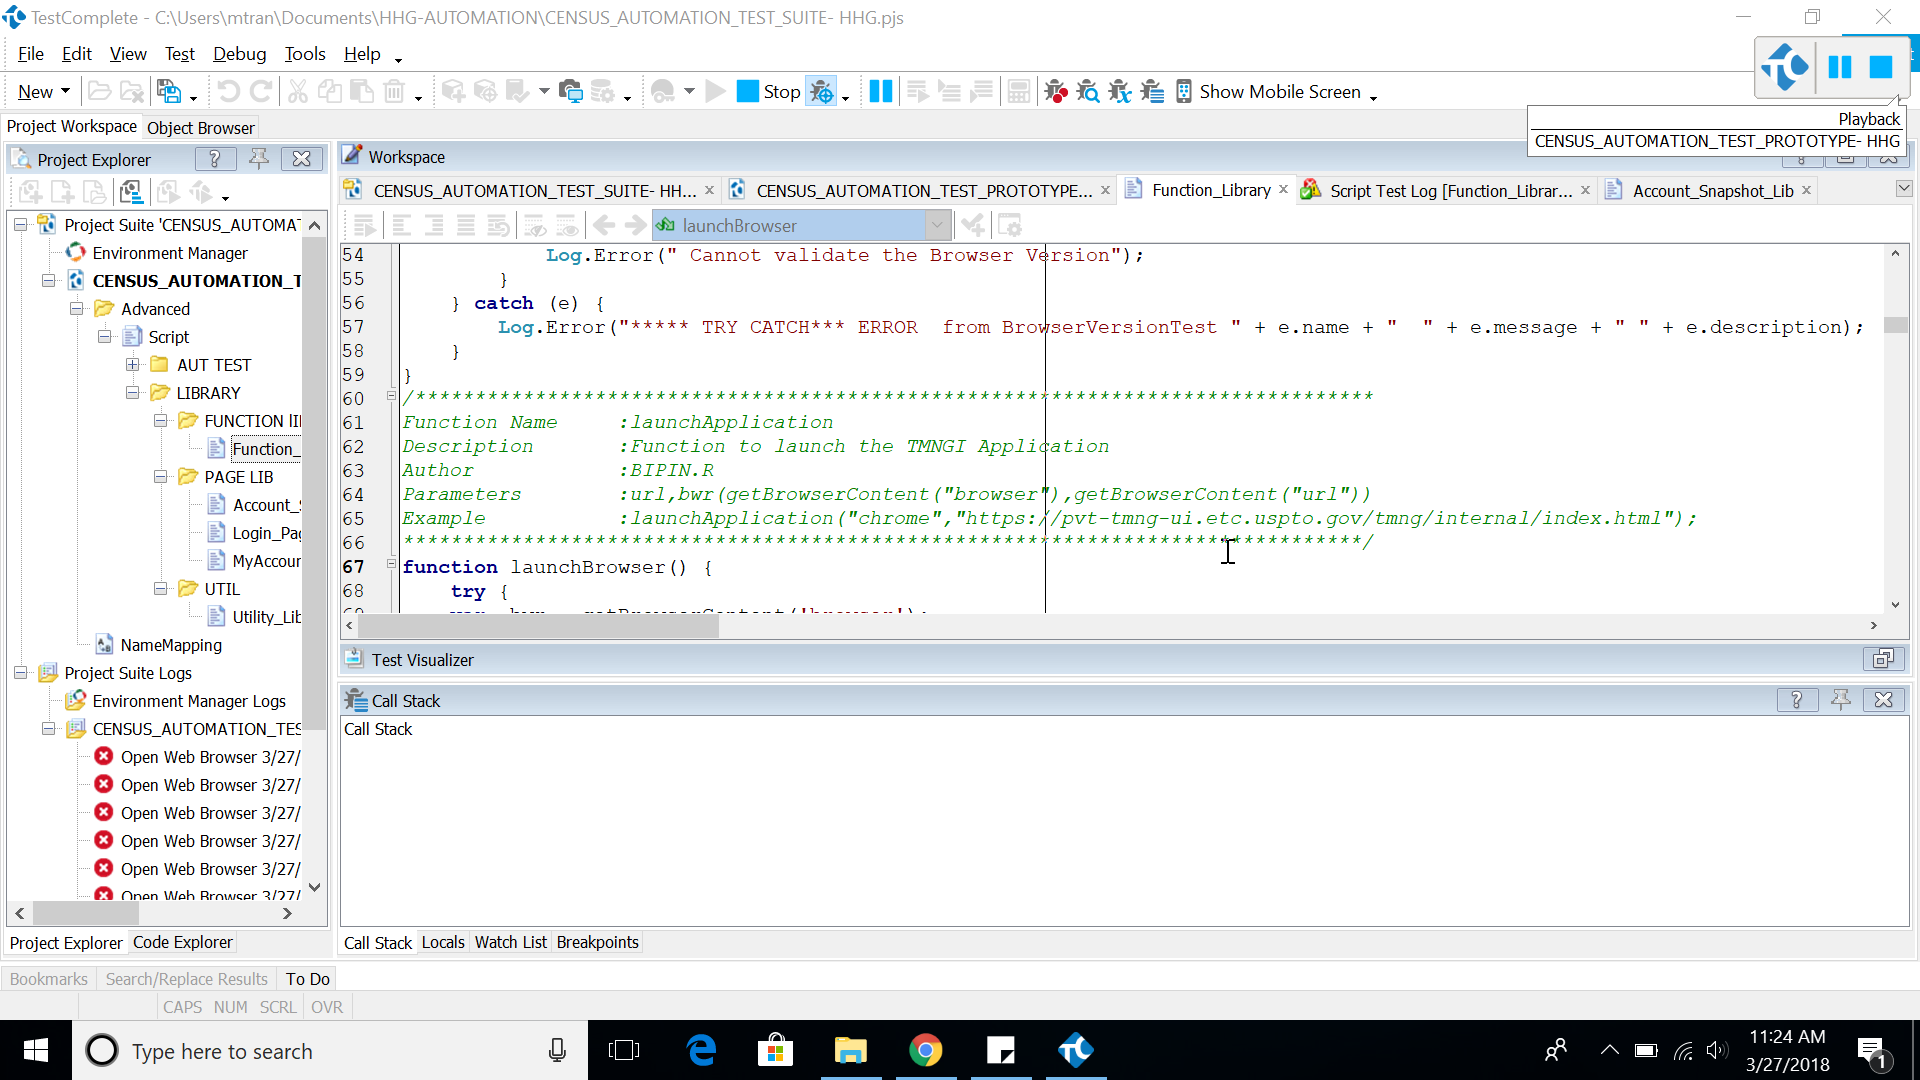 TestComplete - C:\Users\mtran\Documents\HHG-AUTOMATION\CENSUS_AUTOMATION_TEST_SUITE- HHG.pjs
File Edit View Test Debug Tools Help
New Stop Show Mobile Screen
Playback
CENSUS_AUTOMATION_TEST_PROTOTYPE- HHG
Project Workspace Object Browser
Project Explorer
Project Suite 'CENSUS_AUTOMA
Environment Manager
CENSUS_AUTOMATION_T
Advanced
Script
AUT TEST
LIBRARY
FUNCTION lII
Function_
PAGE LIB
Account_
Login_Pag
MyAccour
UTIL
Utility_Lib
NameMapping
Project Suite Logs
Environment Manager Logs
CENSUS_AUTOMATION_TES
Open Web Browser 3/27/
Open Web Browser 3/27/
Open Web Browser 3/27/
Open Web Browser 3/27/
Open Web Browser 3/27/
Open Web Browser 3/27/
Project Explorer Code Explorer
Workspace
CENSUS_AUTOMATION_TEST_SUITE- HH... CENSUS_AUTOMATION_TEST_PROTOTYPE... Function_Library Script Test Log [Function_Librar... Account_Snapshot_Lib
launchBrowser
54 Log.Error(" Cannot validate the Browser Version");
55 }
56 } catch (e) {
57 Log.Error("***** TRY CATCH*** ERROR  from BrowserVersionTest " + e.name + "  " + e.message + " " + e.description);
58 }
59 }
60 /********************************************************************************
61 Function Name :launchApplication
62 Description :Function to launch the TMNGI Application
63 Author :BIPIN.R
64 Parameters :url,bwr(getBrowserContent("browser"),getBrowserContent("url"))
65 Example :launchApplication("chrome","https://pvt-tmng-ui.etc.uspto.gov/tmng/internal/index.html");
66 ********************************************************************************/
67 function launchBrowser() {
68 try {
69 var bwr = getBrowserContent('browser');
Test Visualizer
Call Stack
Call Stack
Call Stack Locals Watch List Breakpoints
Bookmarks Search/Replace Results To Do
CAPS NUM SCRL OVR
Type here to search
11:24 AM
3/27/2018
1